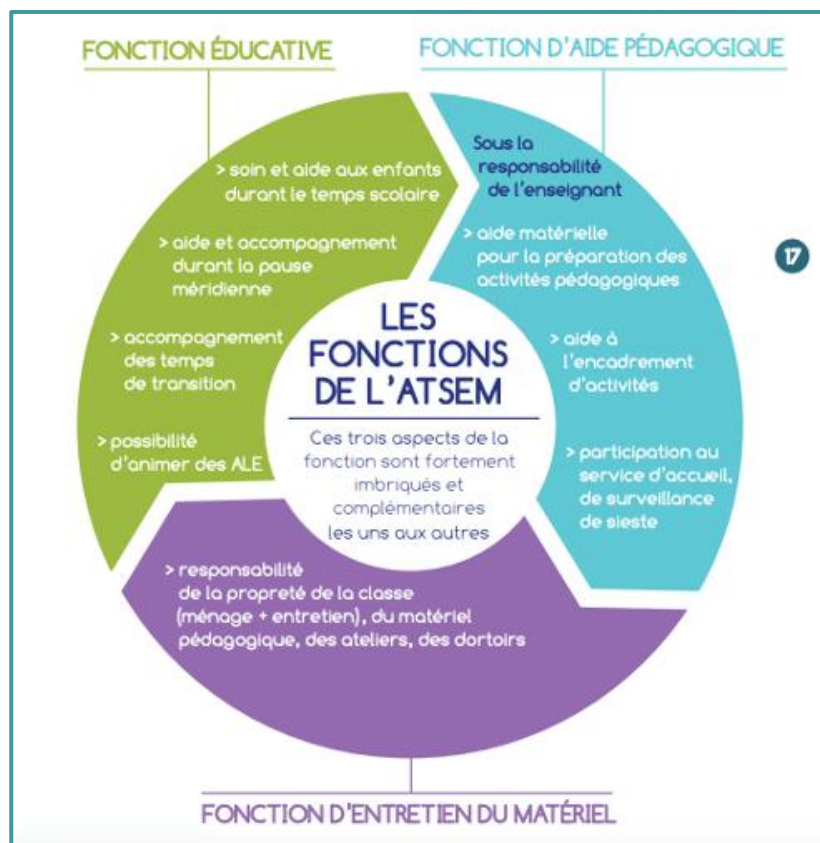 FONCTION ÉDUCATIVE
FONCTION D'AIDE PÉDAGOGIQUE
> soin et aide aux enfants
durant le temps scolaire
> aide et accompagnement
durant la pause
méridienne
> accompagnement
des temps
de transition
> possibilité
d'animer des ALE
Sous la
responsabilité
de l'enseignant
> aide matérielle
pour la préparation des
activités pédagogiques
> aide à
l'encadrement
d'activités
> participation au
service d'accueil,
de surveillance
de sieste
17
LES
FONCTIONS
DE L'ATSEM
Ces trois aspects de la
fonction sont fortement
imbriqués et
complémentaires
les uns aux autres
> responsabilité
de la propreté de la classe
(ménage + entretien), du matériel
pédagogique, des ateliers, des dortoirs
FONCTION D'ENTRETIEN DU MATÉRIEL